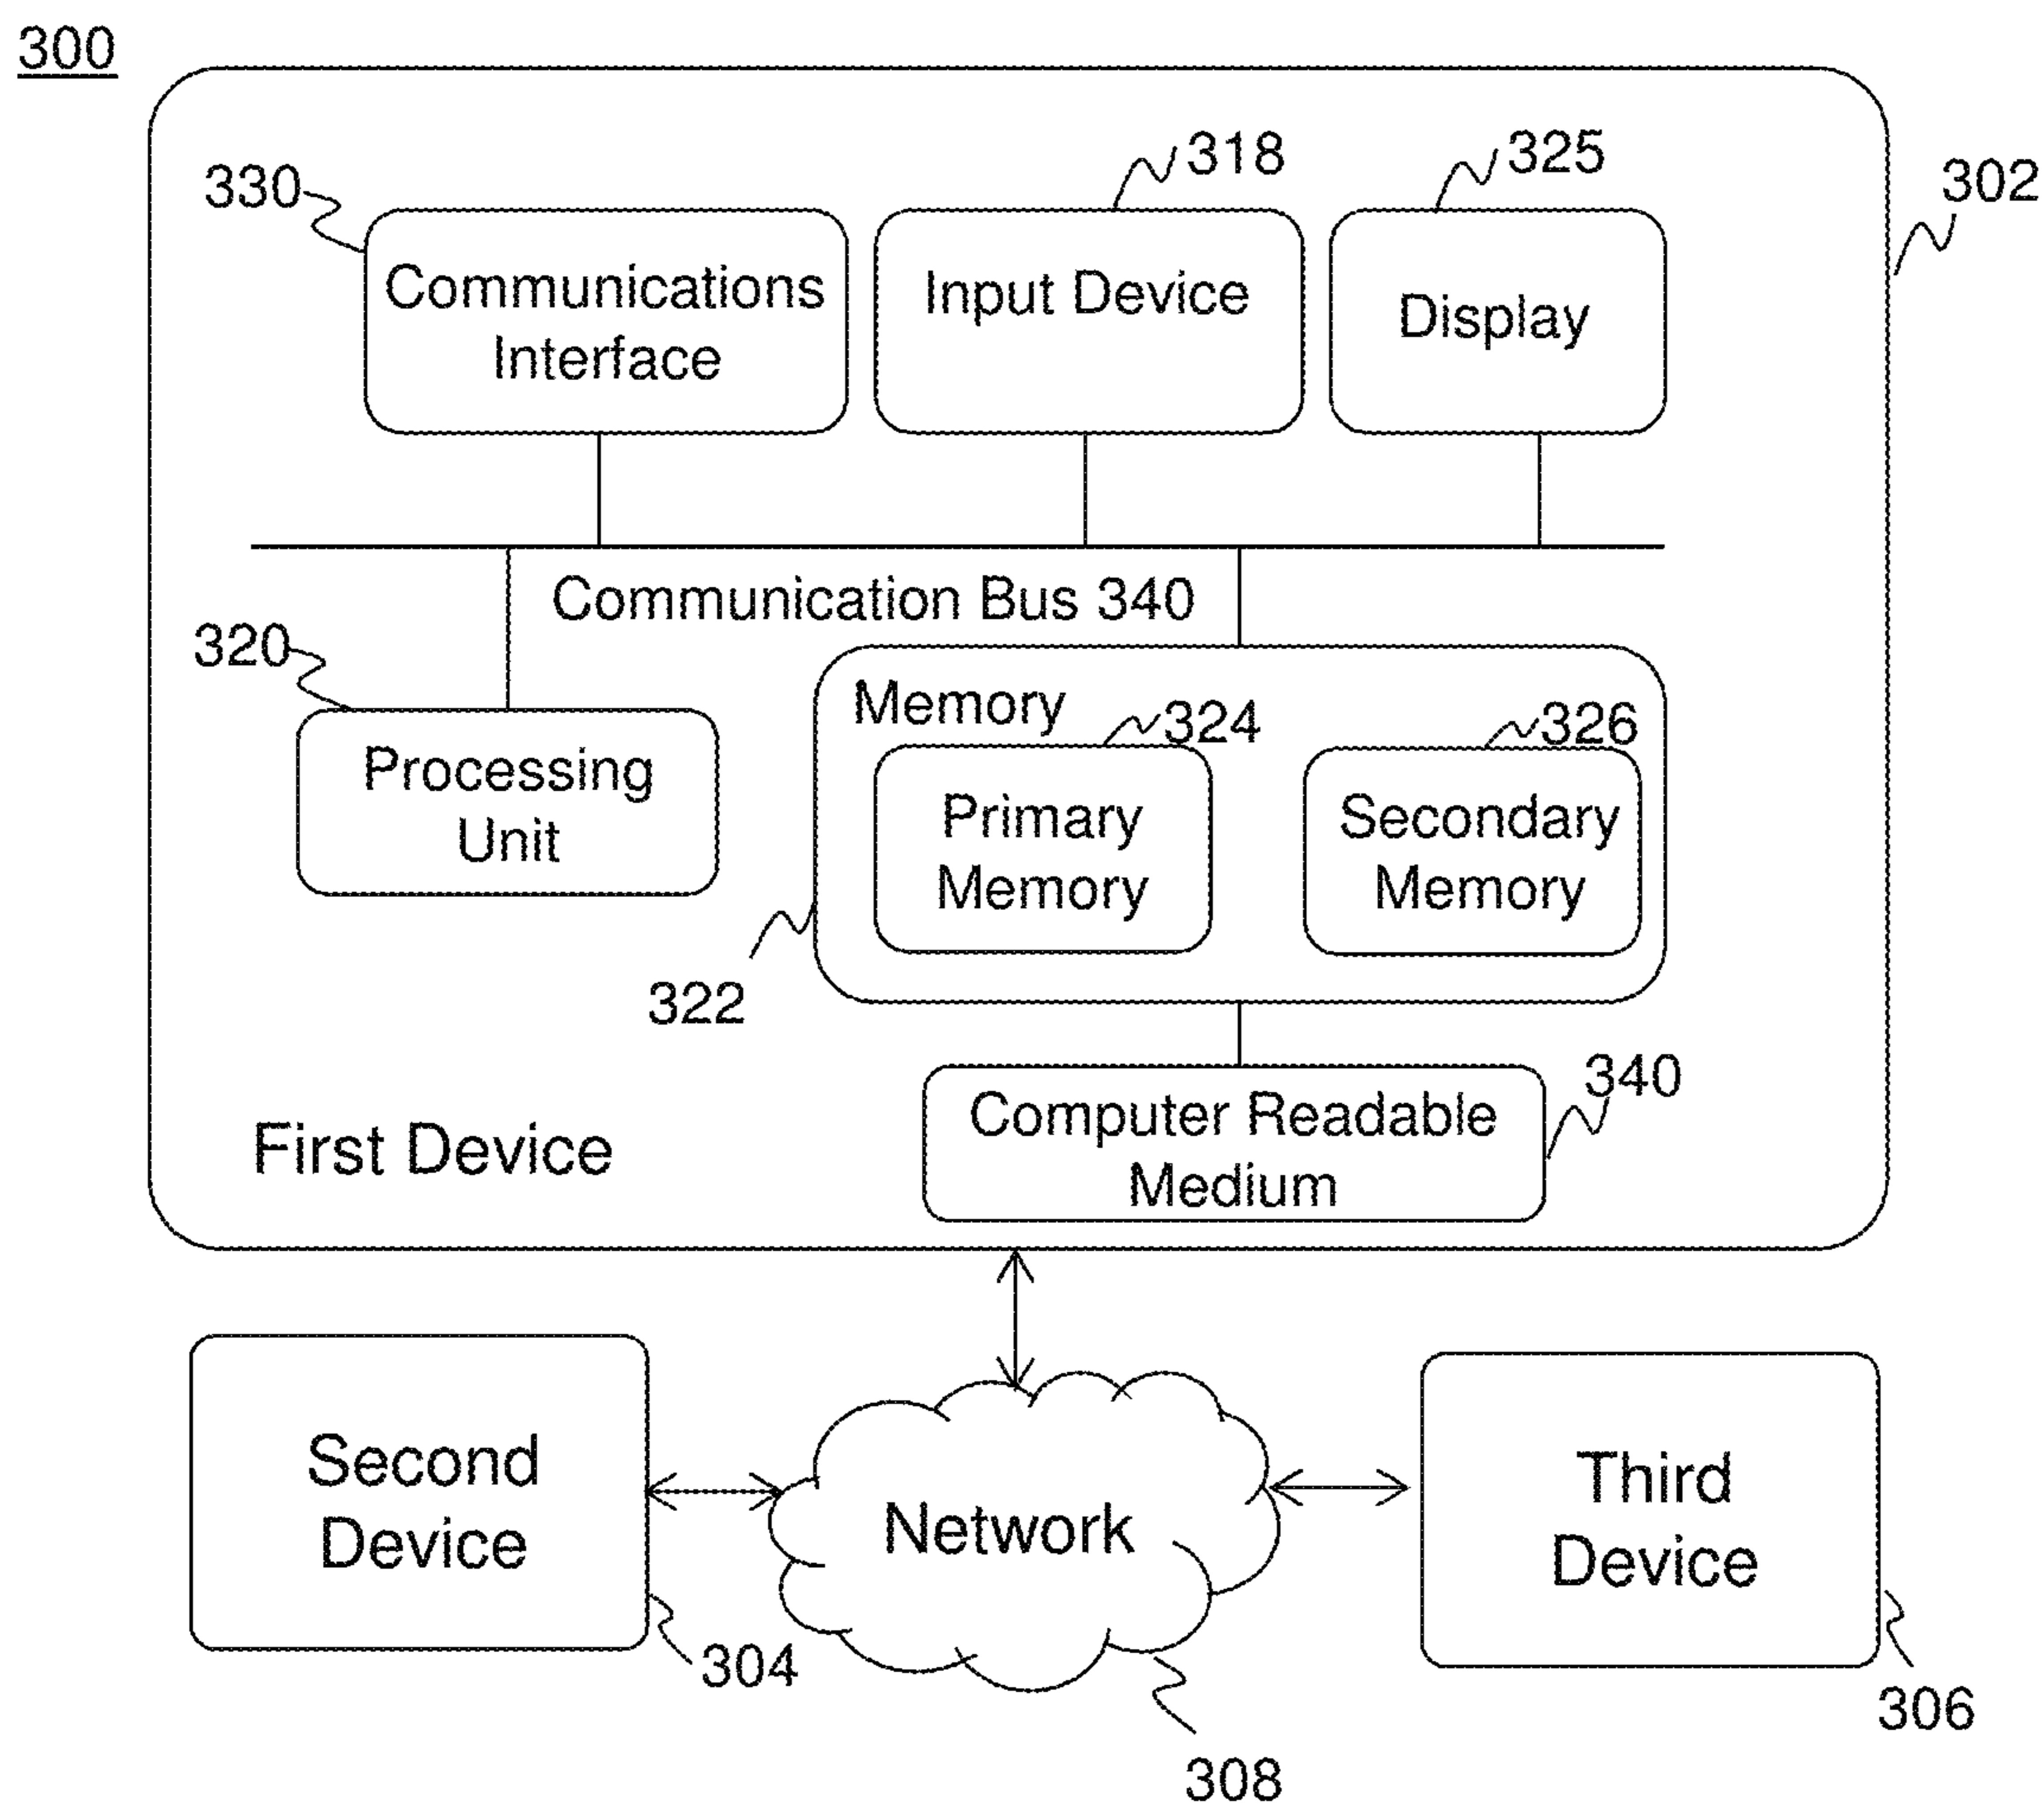 300
302
330
318
325
Communications
Interface
Input Device
Display
Communication Bus 340
320
Processing
Unit
Memory
324
326
Primary
Memory
Secondary
Memory
322
340
Computer Readable
Medium
First Device
Second
Device
304
Network
308
Third
Device
306